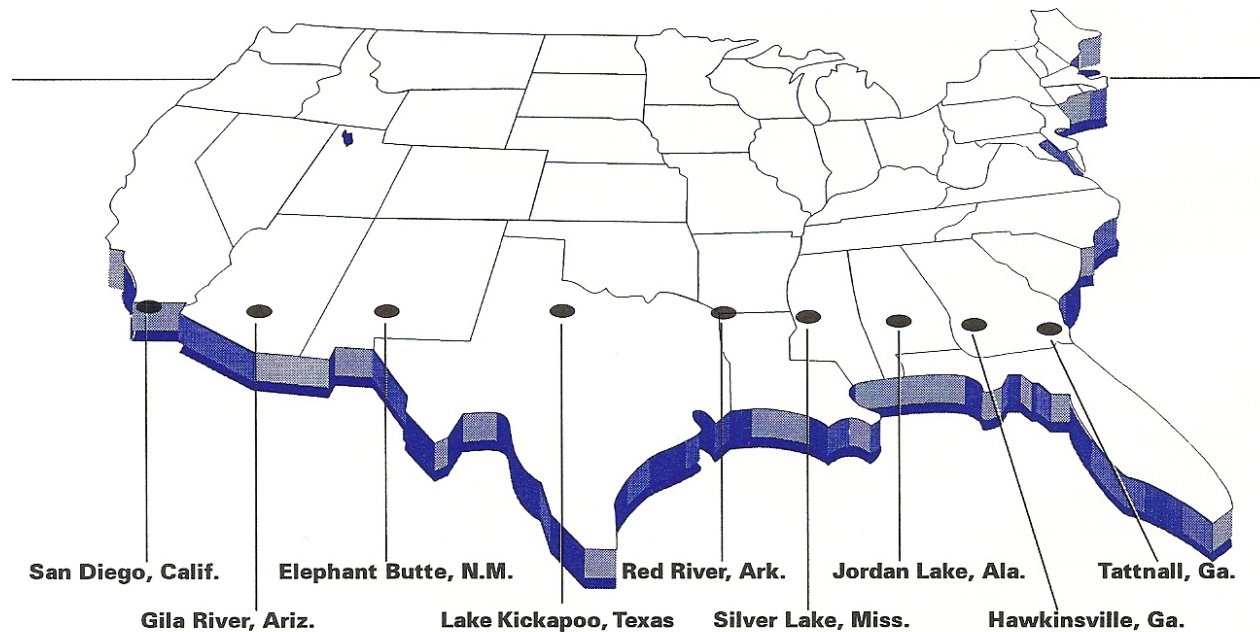 San Diego, Calif.
Elephant Butte, N.M.
Red River, Ark.
Jordan Lake, Ala.
Tattnall, Ga.
Gila River, Ariz.
Lake Kickapoo, Texas
Silver Lake, Miss.
Hawkinsville, Ga.